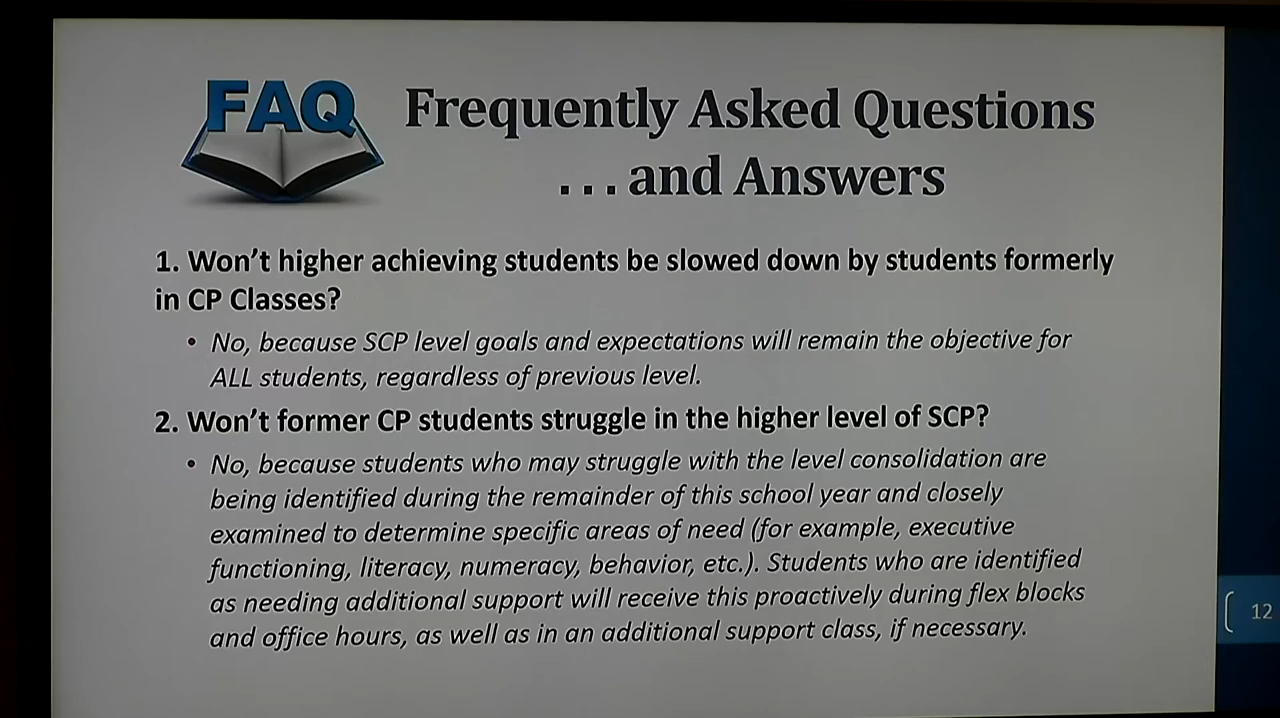 FAQ
Frequently Asked Questions
...and Answers
1. Won't higher achieving students be slowed down by students formerly
in CP Classes?
• No, because SCP level goals and expectations will remain the objective for
ALL students, regardless of previous level.
2. Won't former CP students struggle in the higher level of SCP?
• No, because students who may struggle with the level consolidation are
being identified during the remainder of this school year and closely
examined to determine specific areas of need (for example, executive
functioning, literacy, numeracy, behavior, etc.). Students who are identified
as needing additional support will receive this proactively during flex blocks
and office hours, as well as in an additional support class, if necessary.
12